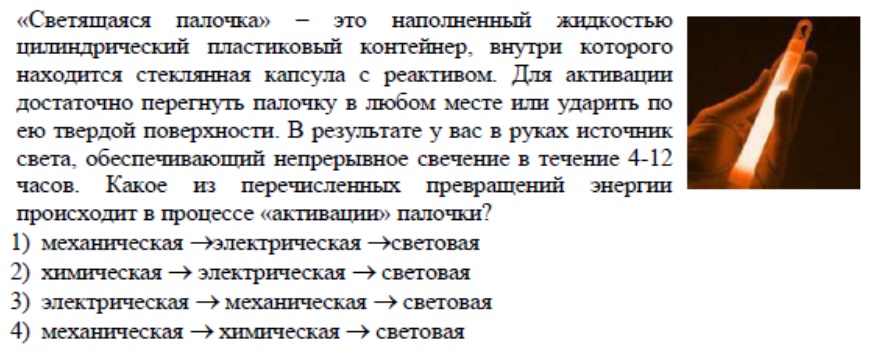 «Светящаяся палочка» – это наполненный жидкостью
цилиндрический пластиковый контейнер, внутри которого
находится стеклянная капсула с реактивом. Для активации
достаточно перегнуть палочку в любом месте или ударить по
ею твердой поверхности. В результате у вас в руках источник
света, обеспечивающий непрерывное свечение в течение 4-12
часов. Какое из перечисленных превращений энергии
происходит в процессе «активации» палочки?
1) механическая →электрическая →световая
2) химическая → электрическая → световая
3) электрическая → механическая → световая
4) механическая → химическая → световая